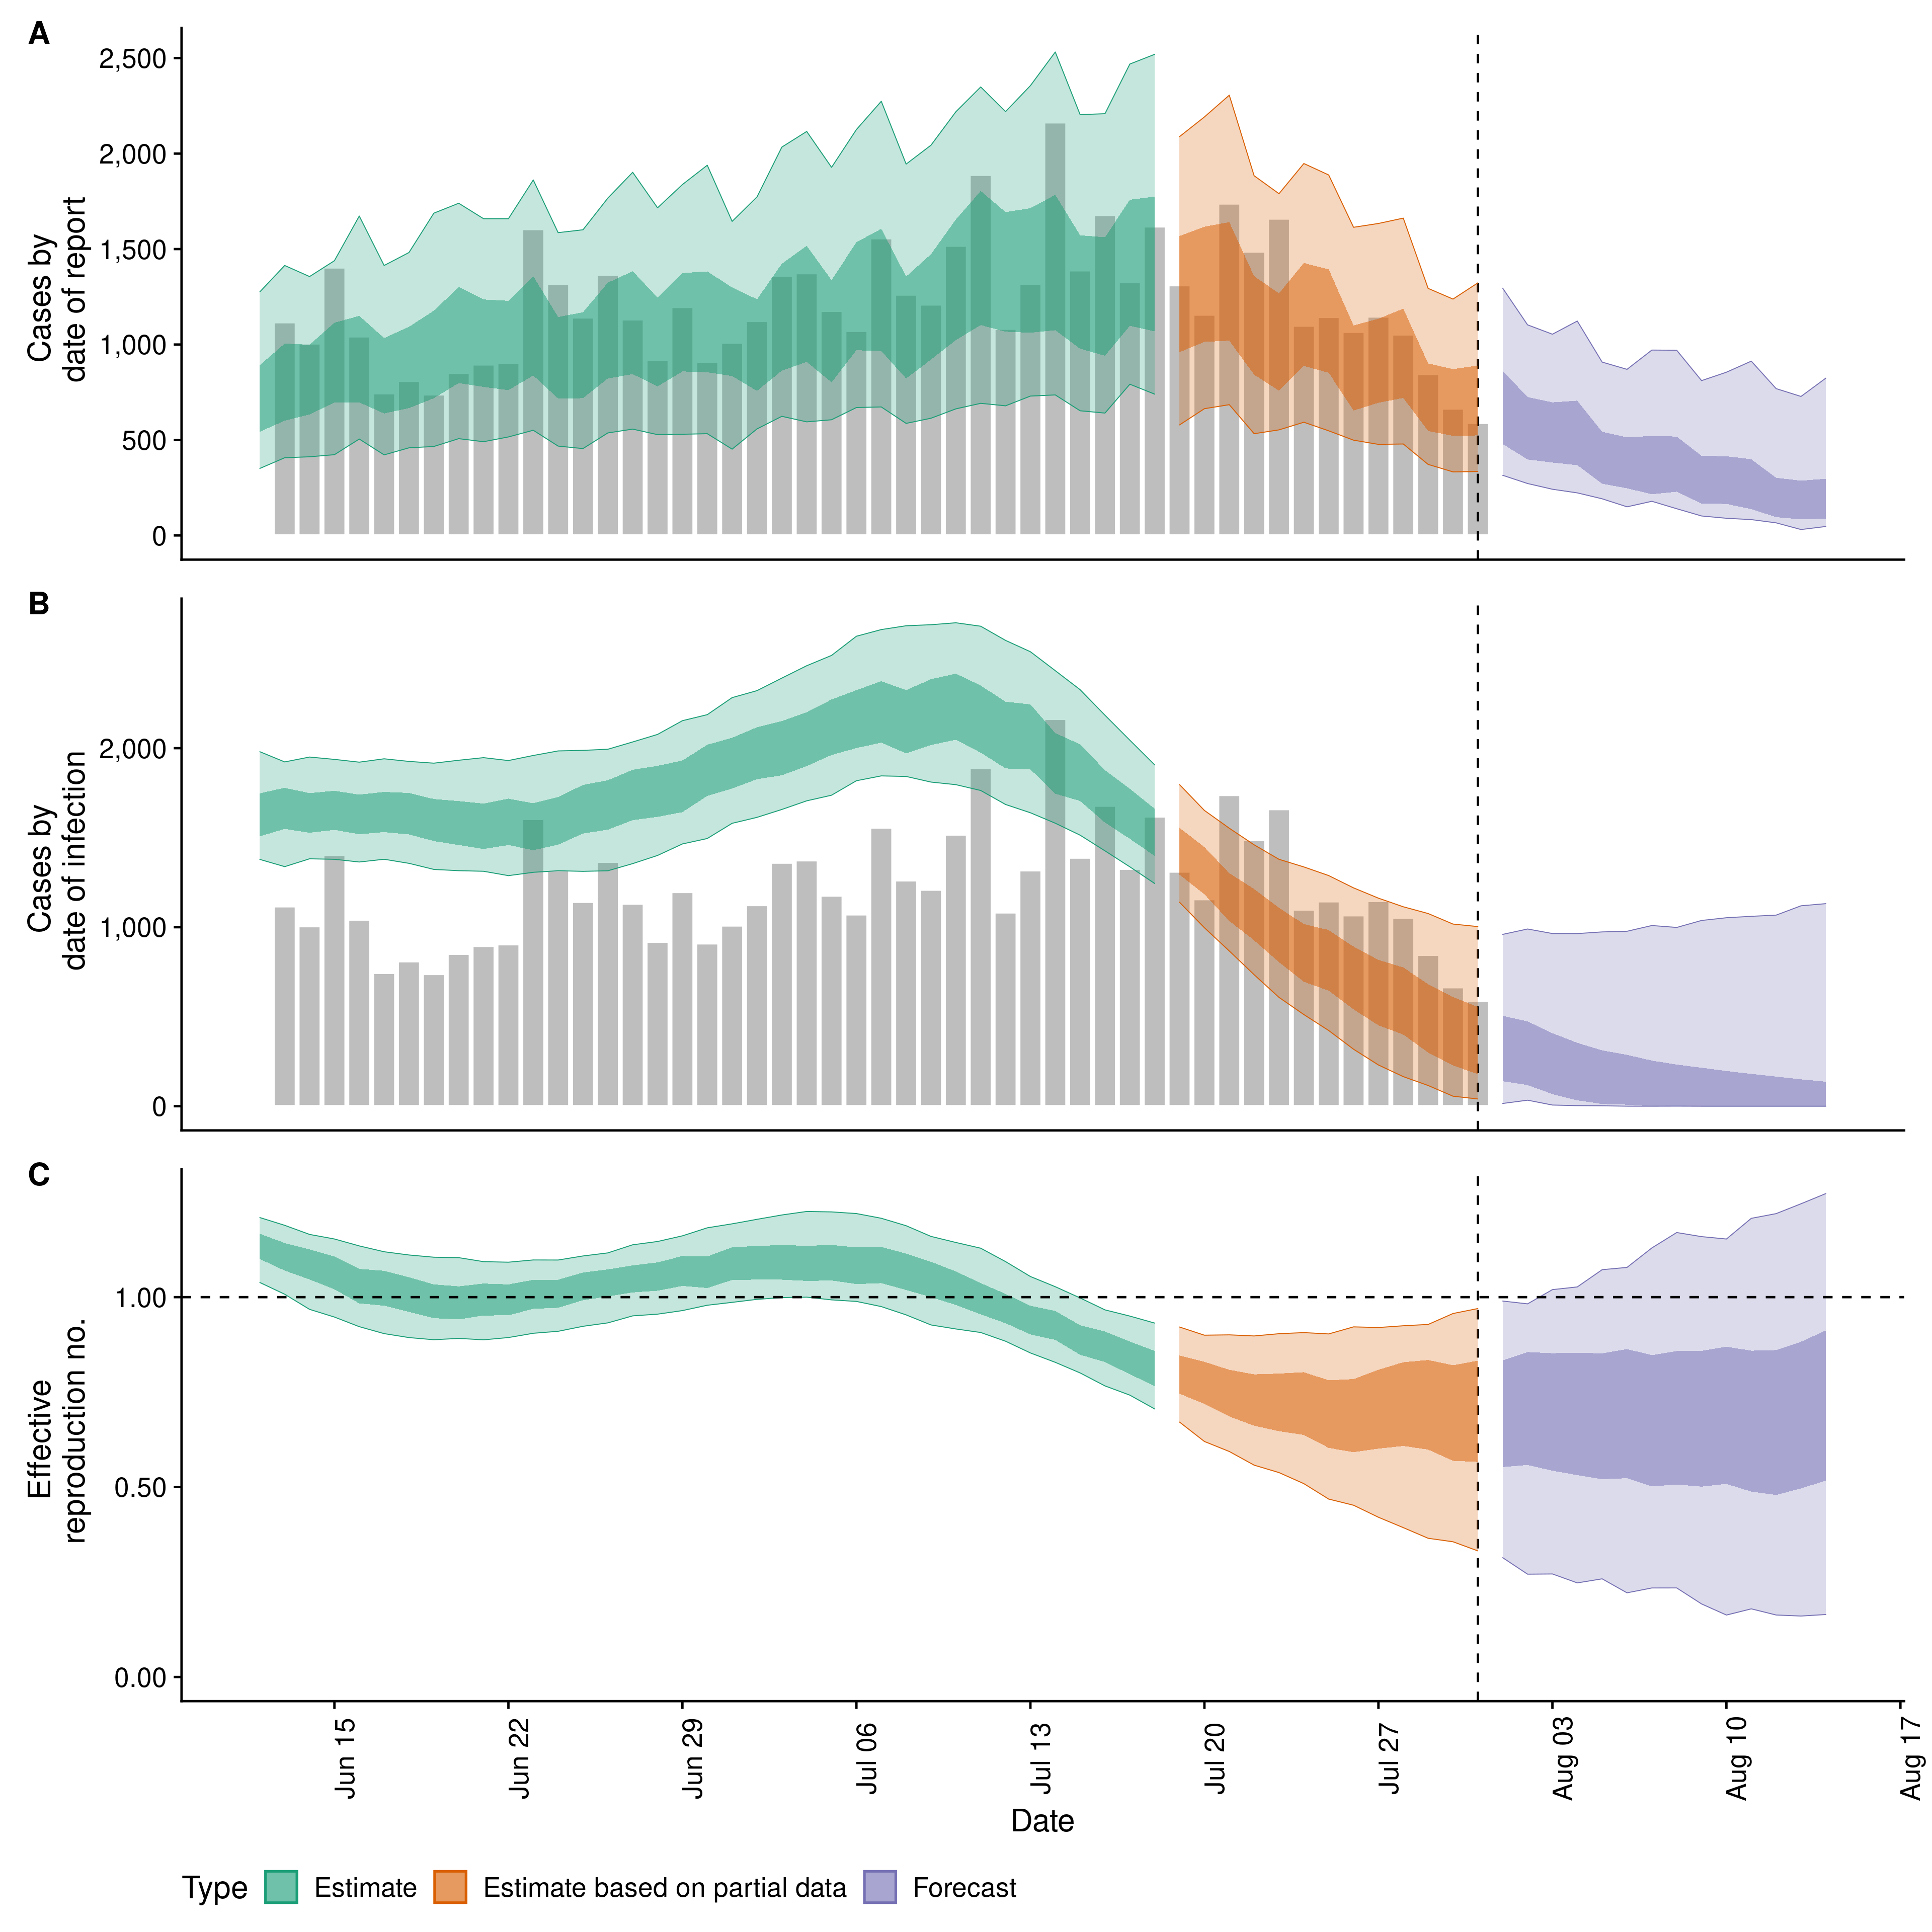 A
Cases by
date of report
2,500
2,000
1,500
1,000
500
0
B
Cases by
date of infection
2,000
1,000
0
C
Effective
reproduction no.
1.00
0.50
0.00
Jun 15
Jun 22
Jun 29
Jul 06
Jul 13
Jul 20
Jul 27
Aug 03
Aug 10
Aug 17
Date
Type Estimate Estimate based on partial data Forecast